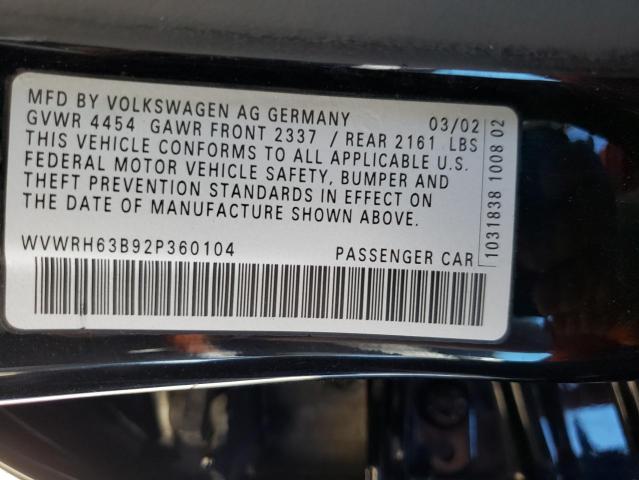 MFD BY VOLKSWAGEN AG GERMANY 03/02
GVWR 4454 GAWR FRONT 2337 / REAR 2161 LBS
THIS VEHICLE CONFORMS TO ALL APPLICABLE U.S.
FEDERAL MOTOR VEHICLE SAFETY, BUMPER AND
THEFT PREVENTION STANDARDS IN EFFECT ON
THE DATE OF MANUFACTURE SHOWN ABOVE.
WVWRH63B92P360104 PASSENGER CAR
1031838 1008 02